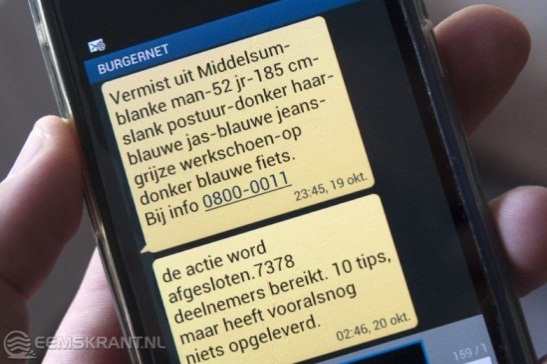 BURGERNET
Vermist uit Middelsum-
blanke man-52 jr-185 cm-
slank postuur-donker haar-
blauwe jas-blauwe jeans-
grijze werkschoen-op
donker blauwe fiets.
Bij info 0800-0011
23:45, 19 okt.
de actie word
afgesloten.7378
deelnemers bereikt. 10 tips,
maar heeft vooralsnog
niets opgeleverd.
02:46, 20 okt.
159 / 1
EEMSKRANT.NL